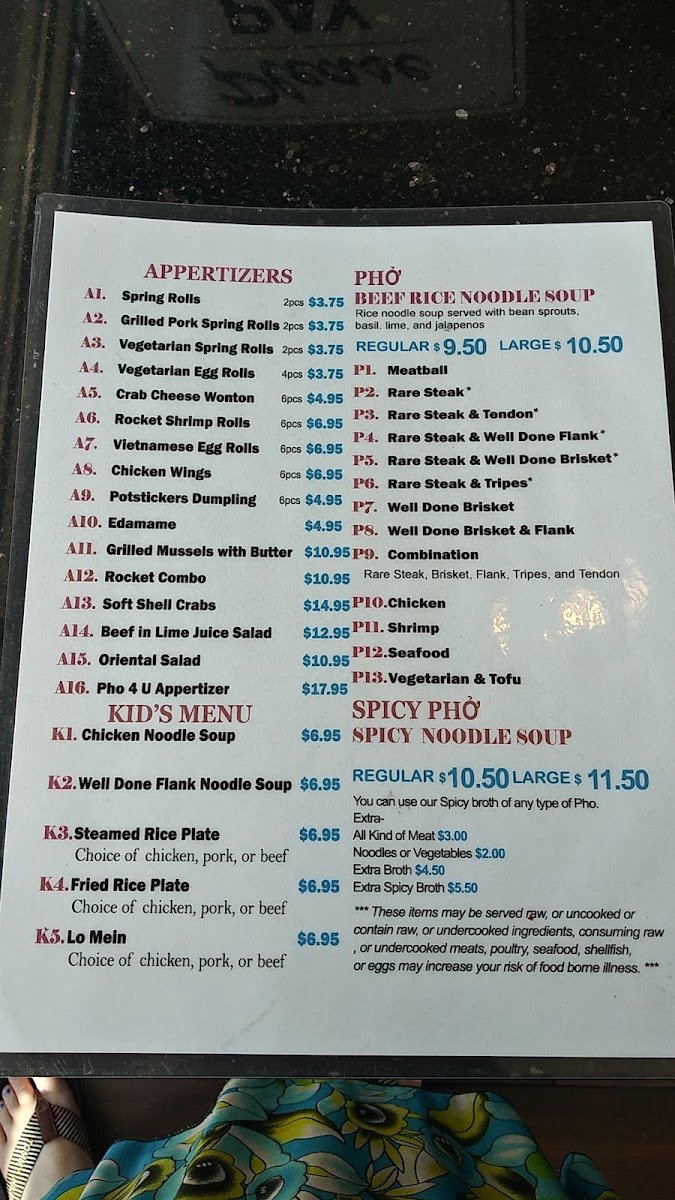 Please
PAY
APPERTIZERS
A1. Spring Rolls 2pcs $3.75
A2. Grilled Pork Spring Rolls 2pcs $3.75
A3. Vegetarian Spring Rolls 2pcs $3.75
A4. Vegetarian Egg Rolls 4pcs $3.75
A5. Crab Cheese Wonton 6pcs $4.95
A6. Rocket Shrimp Rolls 6pcs $6.95
A7. Vietnamese Egg Rolls 6pcs $6.95
A8. Chicken Wings 6pcs $6.95
A9. Potstickers Dumpling 6pcs $4.95
A10. Edamame $4.95
A11. Grilled Mussels with Butter $10.95
A12. Rocket Combo $10.95
A13. Soft Shell Crabs $14.95
A14. Beef in Lime Juice Salad $12.95
A15. Oriental Salad $10.95
A16. Pho 4 U Appertizer $17.95
KID'S MENU
K1. Chicken Noodle Soup $6.95
K2. Well Done Flank Noodle Soup $6.95
K3. Steamed Rice Plate $6.95
Choice of chicken, pork, or beef
K4. Fried Rice Plate $6.95
Choice of chicken, pork, or beef
K5. Lo Mein $6.95
Choice of chicken, pork, or beef
PHỞ
BEEF RICE NOODLE SOUP
Rice noodle soup served with bean sprouts,
basil. lime, and jalapenos
REGULAR $ 9.50 LARGE $ 10.50
P1. Meatball
P2. Rare Steak*
P3. Rare Steak & Tendon*
P4. Rare Steak & Well Done Flank*
P5. Rare Steak & Well Done Brisket*
P6. Rare Steak & Tripes*
P7. Well Done Brisket
P8. Well Done Brisket & Flank
P9. Combination
Rare Steak, Brisket, Flank, Tripes, and Tendon
P10. Chicken
P11. Shrimp
P12. Seafood
P13. Vegetarian & Tofu
SPICY PHỞ
SPICY NOODLE SOUP
REGULAR $ 10.50 LARGE $ 11.50
You can use our Spicy broth of any type of Pho.
Extra-
All Kind of Meat $3.00
Noodles or Vegetables $2.00
Extra Broth $4.50
Extra Spicy Broth $5.50
*** These items may be served raw, or uncooked or
contain raw, or undercooked ingredients, consuming raw
, or undercooked meats, poultry, seafood, shellfish,
or eggs may increase your risk of food borne illness. ***